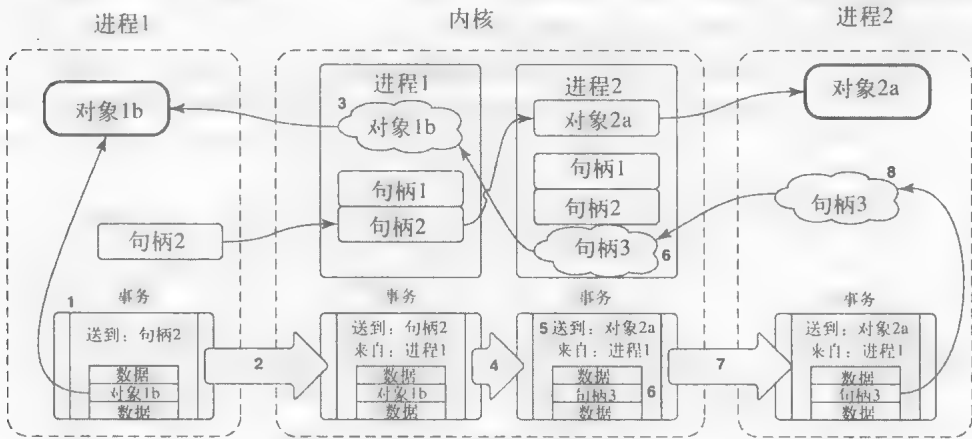 进程1
内核
进程2
进程1
进程2
对象1b
3
对象1b
对象2a
对象2a
句柄1
句柄2
句柄1
句柄2
句柄2
句柄3
6
句柄3
8
事务
事务
事务
事务
1
送到：句柄2
数据
对象1b
数据
2
送到：句柄2
来自：进程1
数据
对象1b
数据
4
5 送到：对象2a
来自：进程1
数据
句柄3
6
数据
7
送到：对象2a
来自：进程1
数据
句柄3
数据